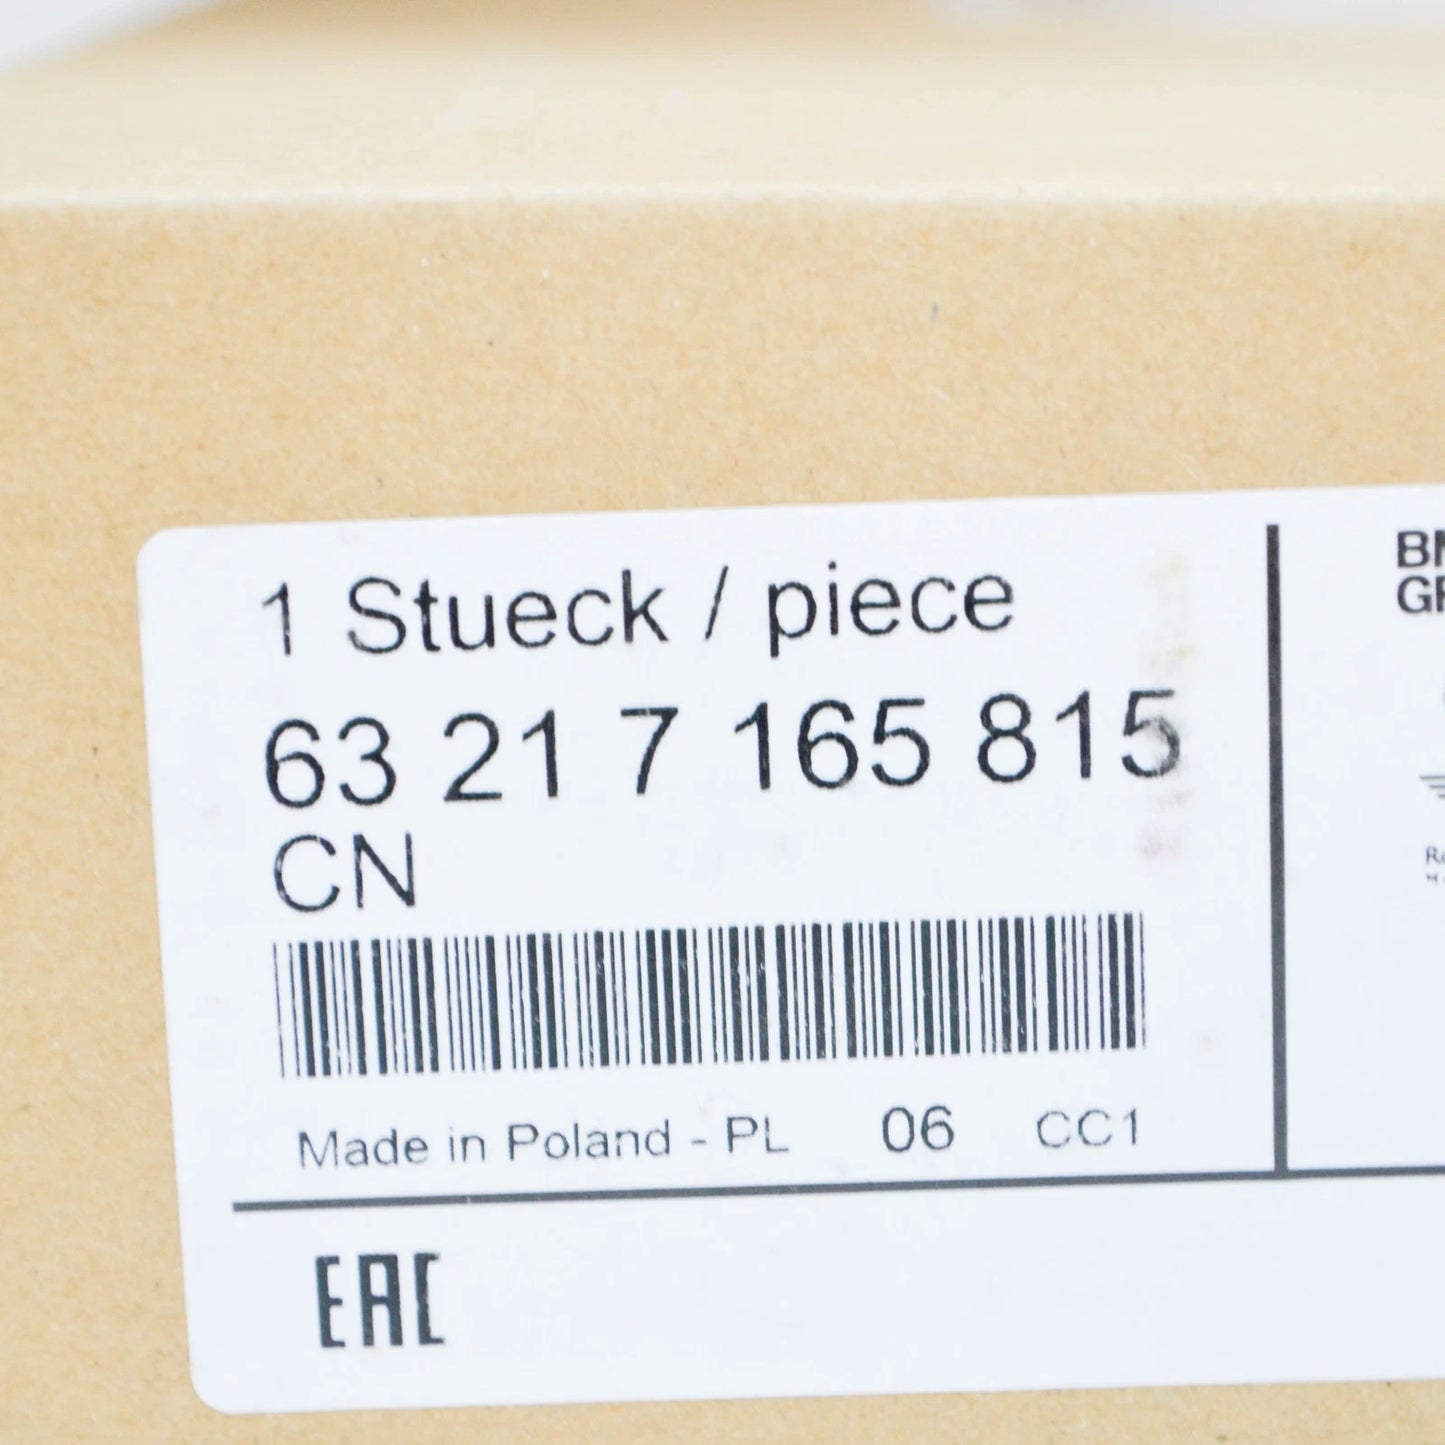 1 Stueck / piece
63 21 7 165 815
CN
Made in Poland - PL 06 CC1
EAC